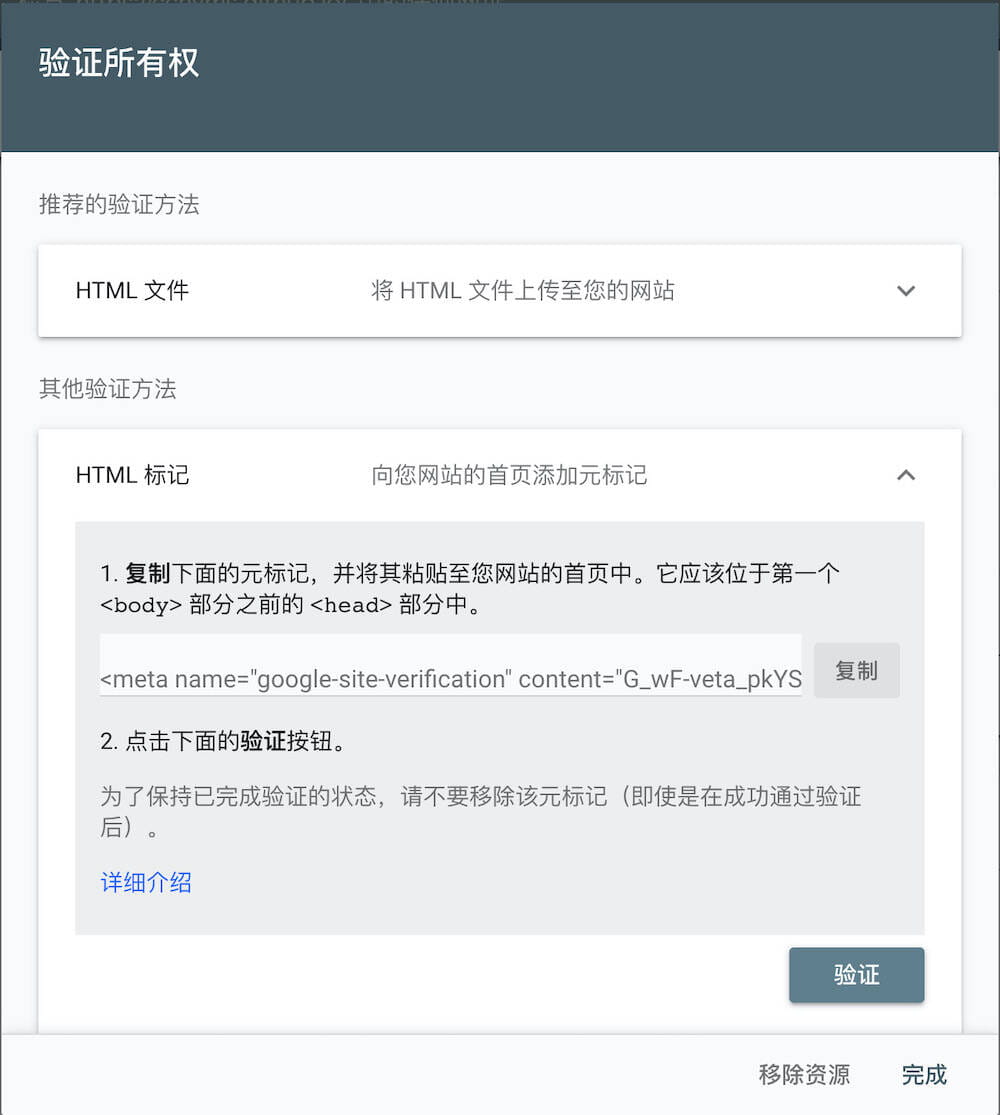 验证所有权
推荐的验证方法
HTML 文件
将 HTML 文件上传至您的网站
其他验证方法
HTML 标记
向您网站的首页添加元标记
1. 复制下面的元标记，并将其粘贴至您网站的首页中。它应该位于第一个
<body> 部分之前的 <head> 部分中。
<meta name="google-site-verification" content="G_wF-veta_pkYS
复制
2. 点击下面的验证按钮。
为了保持已完成验证的状态，请不要移除该元标记（即使是在成功通过验证
后）。
详细介绍
验证
移除资源
完成